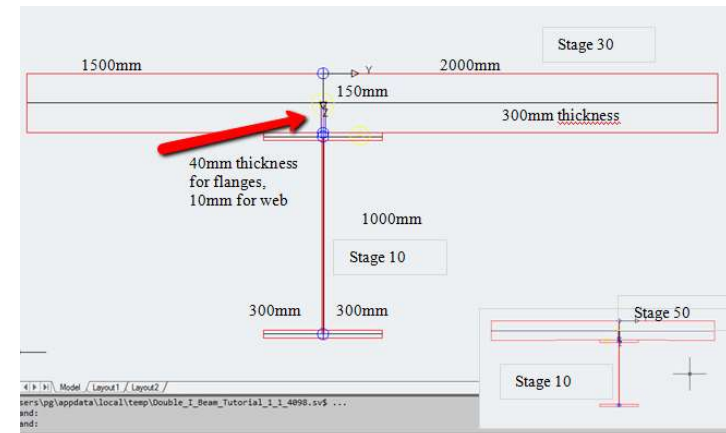 Stage 30
1500mm
2000mm
Y
150mm
Z
300mm thickness
40mm thickness
for flanges,
10mm for web
1000mm
Stage 10
300mm 300mm
Stage 50
Stage 10
Model / Layout1 / Layout2 /
sers\pg\appdata\local\temp\Double_I_Beam_Tutorial_1_1_4098.sv$ ...
and:
and: